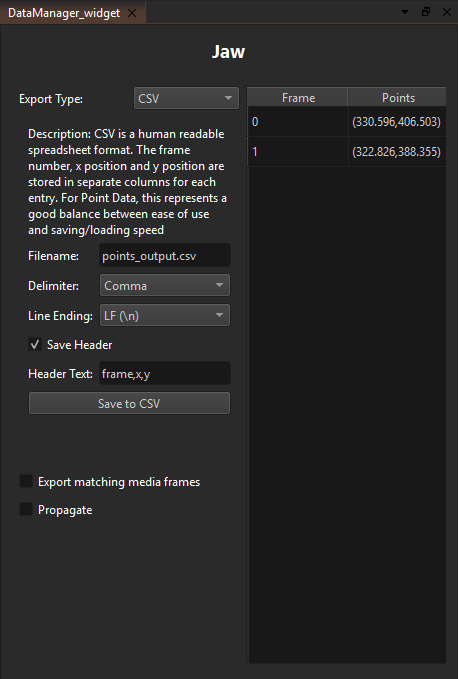 DataManager_widget
Jaw
Export Type: CSV
Description: CSV is a human readable
spreadsheet format. The frame
number, x position and y position are
stored in separate columns for each
entry. For Point Data, this represents a
good balance between ease of use
and saving/loading speed
Filename: points_output.csv
Delimiter: Comma
Line Ending: LF (\n)
Save Header
Header Text: frame,x,y
Save to CSV
Export matching media frames
Propagate
Frame Points
0 (330.596,406.503)
1 (322.826,388.355)